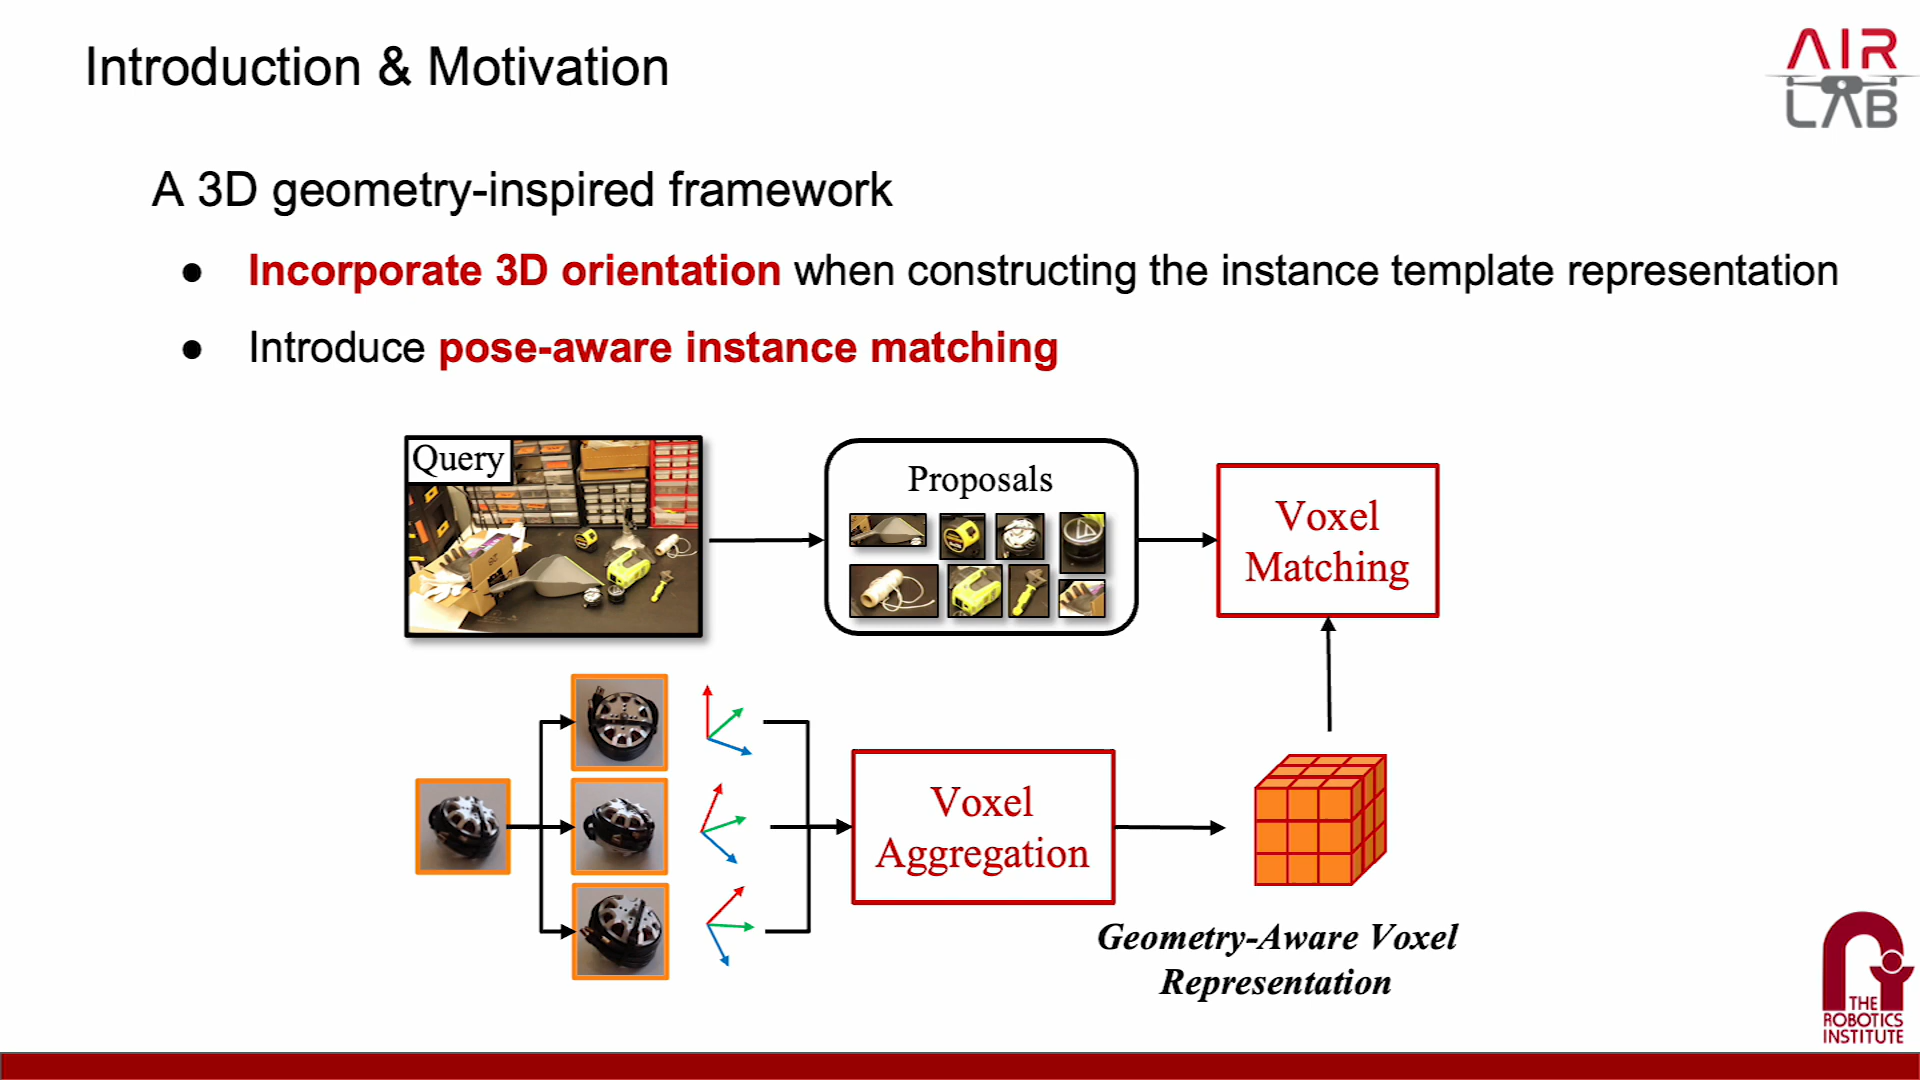 Introduction & Motivation
AIR
LAB
A 3D geometry-inspired framework
● Incorporate 3D orientation when constructing the instance template representation
● Introduce pose-aware instance matching
Query
Proposals
Voxel
Matching
Voxel
Aggregation
Geometry-Aware Voxel
Representation
THE
ROBOTICS
INSTITUTE